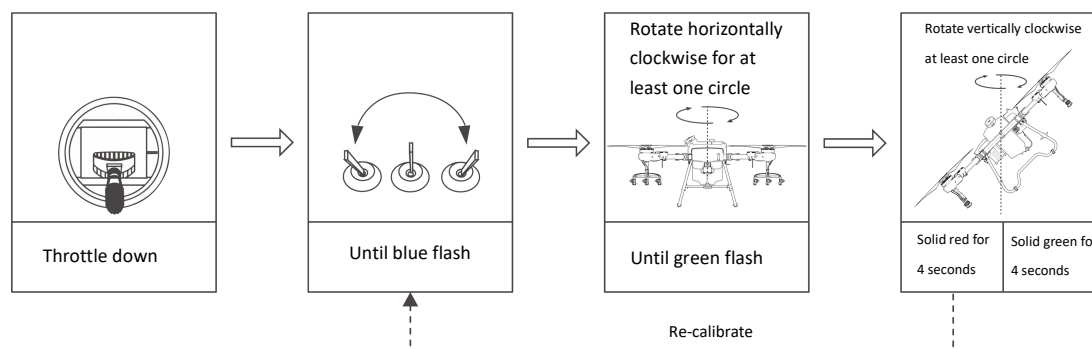 Throttle down
Until blue flash
Rotate horizontally
clockwise for at
least one circle
Until green flash
Rotate vertically clockwise
at least one circle
Solid red for
4 seconds
Solid green fo
4 seconds
Re-calibrate